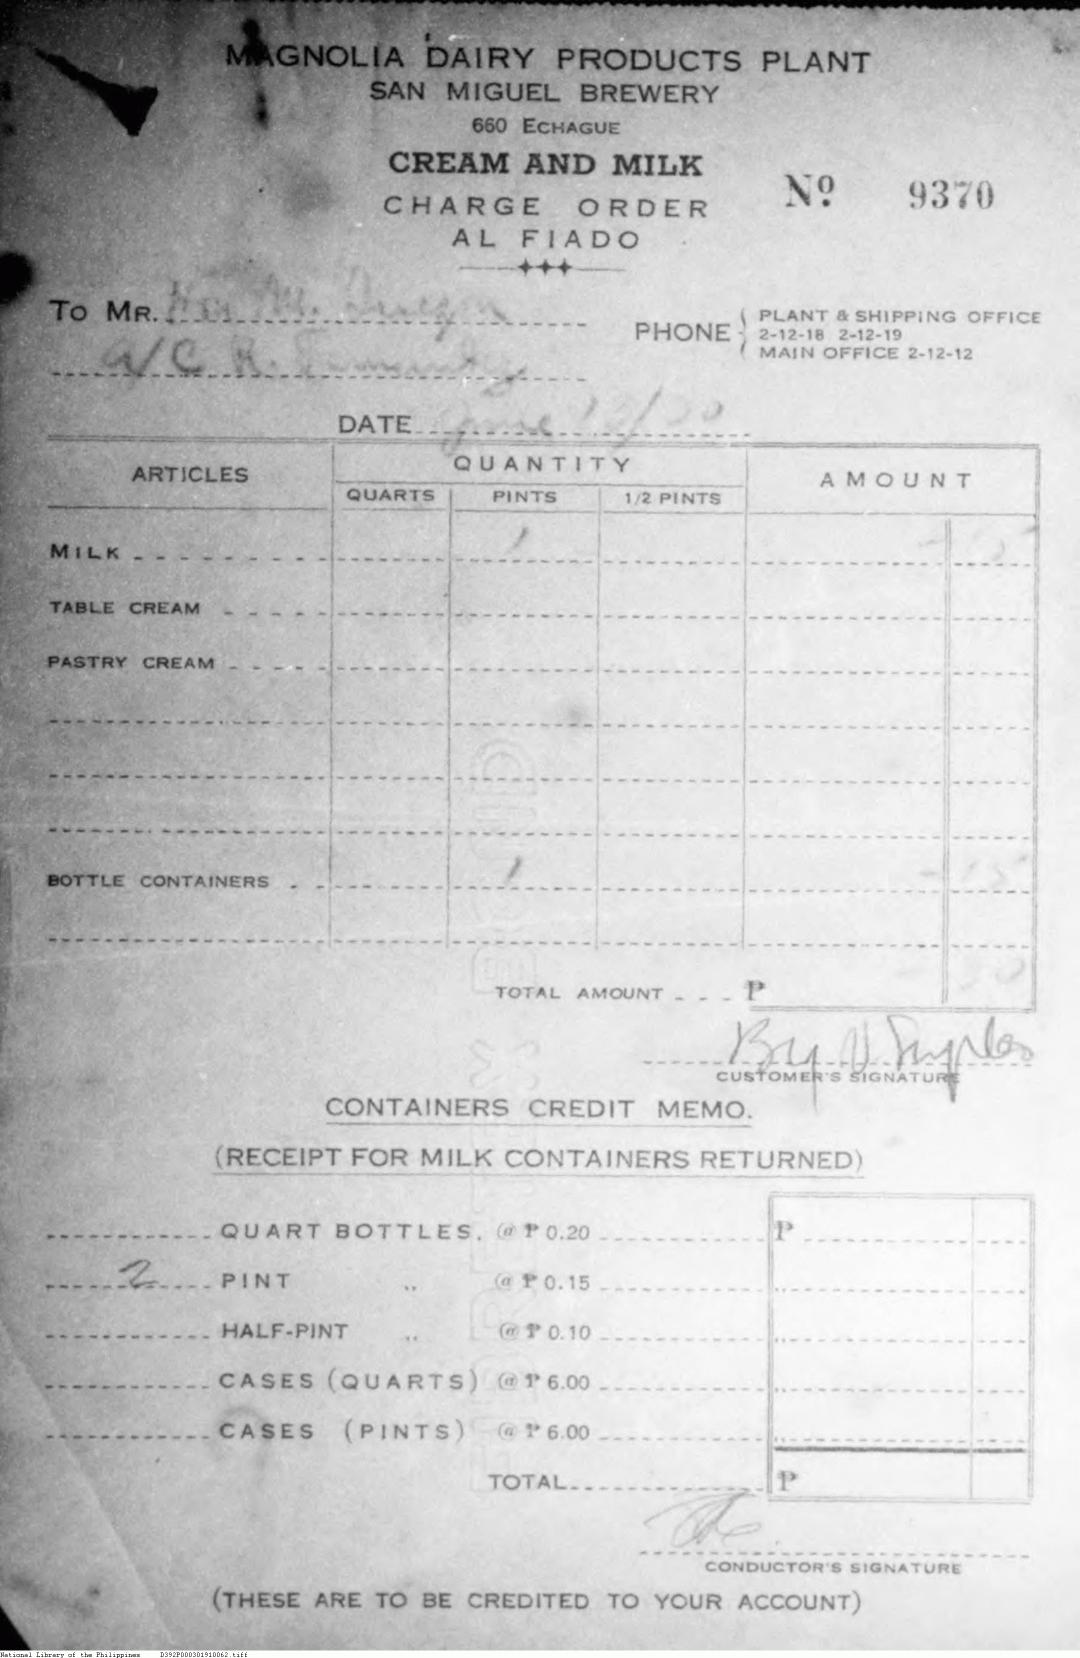 MAGNOLIA DAIRY PRODUCTS PLANT
SAN MIGUEL BREWERY
660 ECHAGUE
CREAM AND MILK
CHARGE ORDER
Nº 9370
AL FIADO
TO MR.
PHONE
PLANT & SHIPPING OFFICE
2-12-18 2-12-19
MAIN OFFICE 2-12-12
DATE June
ARTICLES QUANTITY AMOUNT
QUARTS PINTS 1/2 PINTS
MILK 1
TABLE CREAM
PASTRY CREAM
BOTTLE CONTAINERS 1
TOTAL AMOUNT ₱
By
CUSTOMER'S SIGNATURE
CONTAINERS CREDIT MEMO.
(RECEIPT FOR MILK CONTAINERS RETURNED)
QUART BOTTLES, @ ₱ 0.20 ₱
2 PINT " @ ₱ 0.15 "
HALF-PINT " @ ₱ 0.10 "
CASES (QUARTS) @ ₱ 6.00 "
CASES (PINTS) @ ₱ 6.00 "
TOTAL ₱
CONDUCTOR'S SIGNATURE
(THESE ARE TO BE CREDITED TO YOUR ACCOUNT)
National Library of the Philippines D392P000301910062.tiff